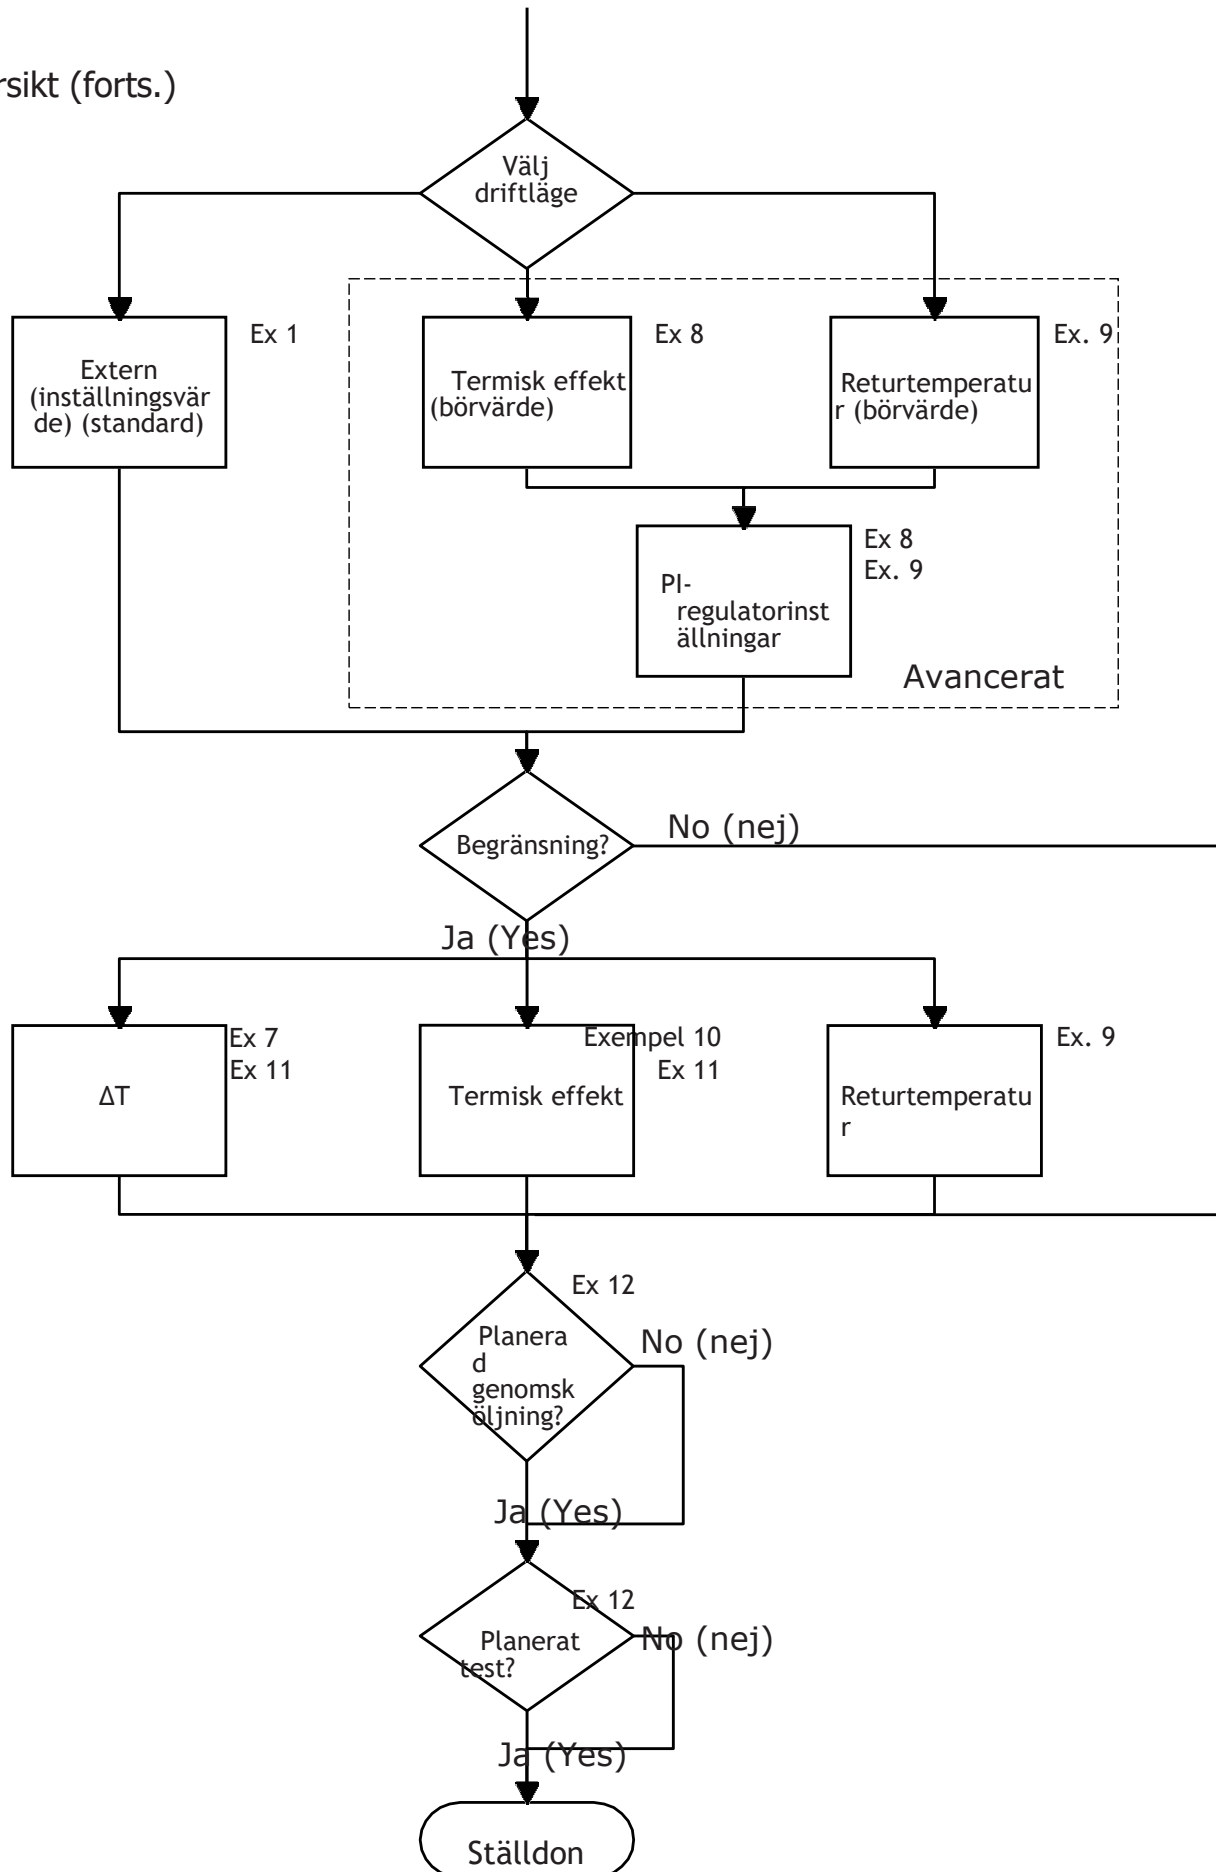 rsikt (forts.)
Välj
driftläge
Ex 1
Extern
(inställningsvär
de) (standard)
Ex 8
Termisk effekt
(börvärde)
Ex. 9
Returtemperatu
r (börvärde)
Ex 8
Ex. 9
PI-
regulatorinst
ällningar
Avancerat
Begränsning?
No (nej)
Ja (Yes)
Ex 7
Ex 11
ΔT
Exempel 10
Ex 11
Termisk effekt
Ex. 9
Returtemperatu
r
Ex 12
Planera
d
genomsk
öljning?
No (nej)
Ja (Yes)
Ex 12
Planerat
test?
No (nej)
Ja (Yes)
Ställdon